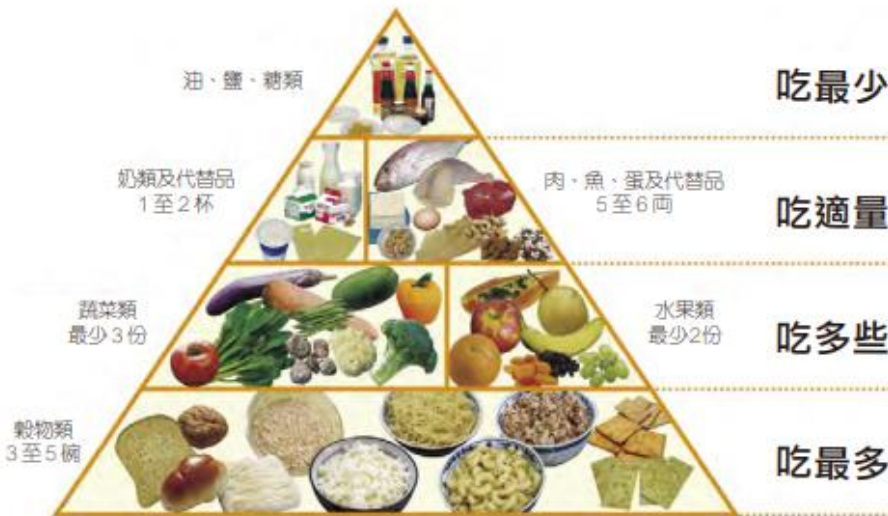 油、鹽、糖類
吃最少
奶類及代替品
1至2杯
肉、魚、蛋及代替品
5至6両
吃適量
蔬菜類
最少3份
水果類
最少2份
吃多些
穀物類
3至5碗
吃最多